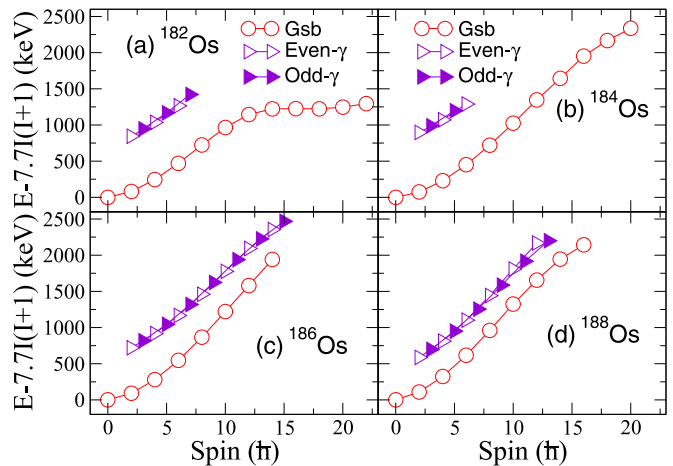 2500
2000
1500
1000
500
0
E-7.7I(I+1) (keV)
(a) ¹⁸²Os
Gsb
Even-γ
Odd-γ
(b) ¹⁸⁴Os
Gsb
Even-γ
Odd-γ
2500
2000
1500
1000
500
0
E-7.7I(I+1) (keV)
(c) ¹⁸⁶Os
(d) ¹⁸⁸Os
0 5 10 15 20
0 5 10 15 20
Spin (ħ) Spin (ħ)